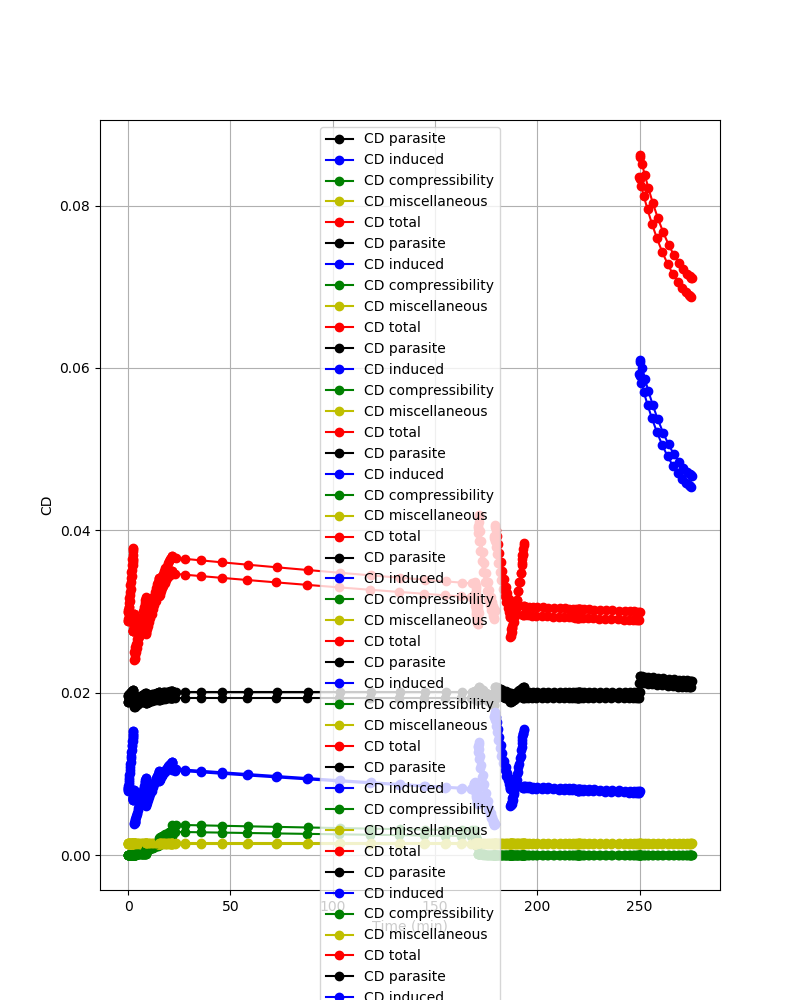 CD parasite
CD induced
CD compressibility
CD miscellaneous
CD total
CD parasite
CD induced
CD compressibility
CD miscellaneous
CD total
CD parasite
CD induced
CD compressibility
CD miscellaneous
CD total
CD parasite
CD induced
CD compressibility
CD miscellaneous
CD total
CD parasite
CD induced
CD compressibility
CD miscellaneous
CD total
CD parasite
CD induced
CD compressibility
CD miscellaneous
CD total
CD parasite
CD induced
CD compressibility
CD miscellaneous
CD total
CD parasite
CD induced
CD compressibility
CD miscellaneous
CD total
CD parasite
CD induced
0.08
0.06
0.04
0.02
0.00
CD
0 50 100 150 200 250
Time (min)